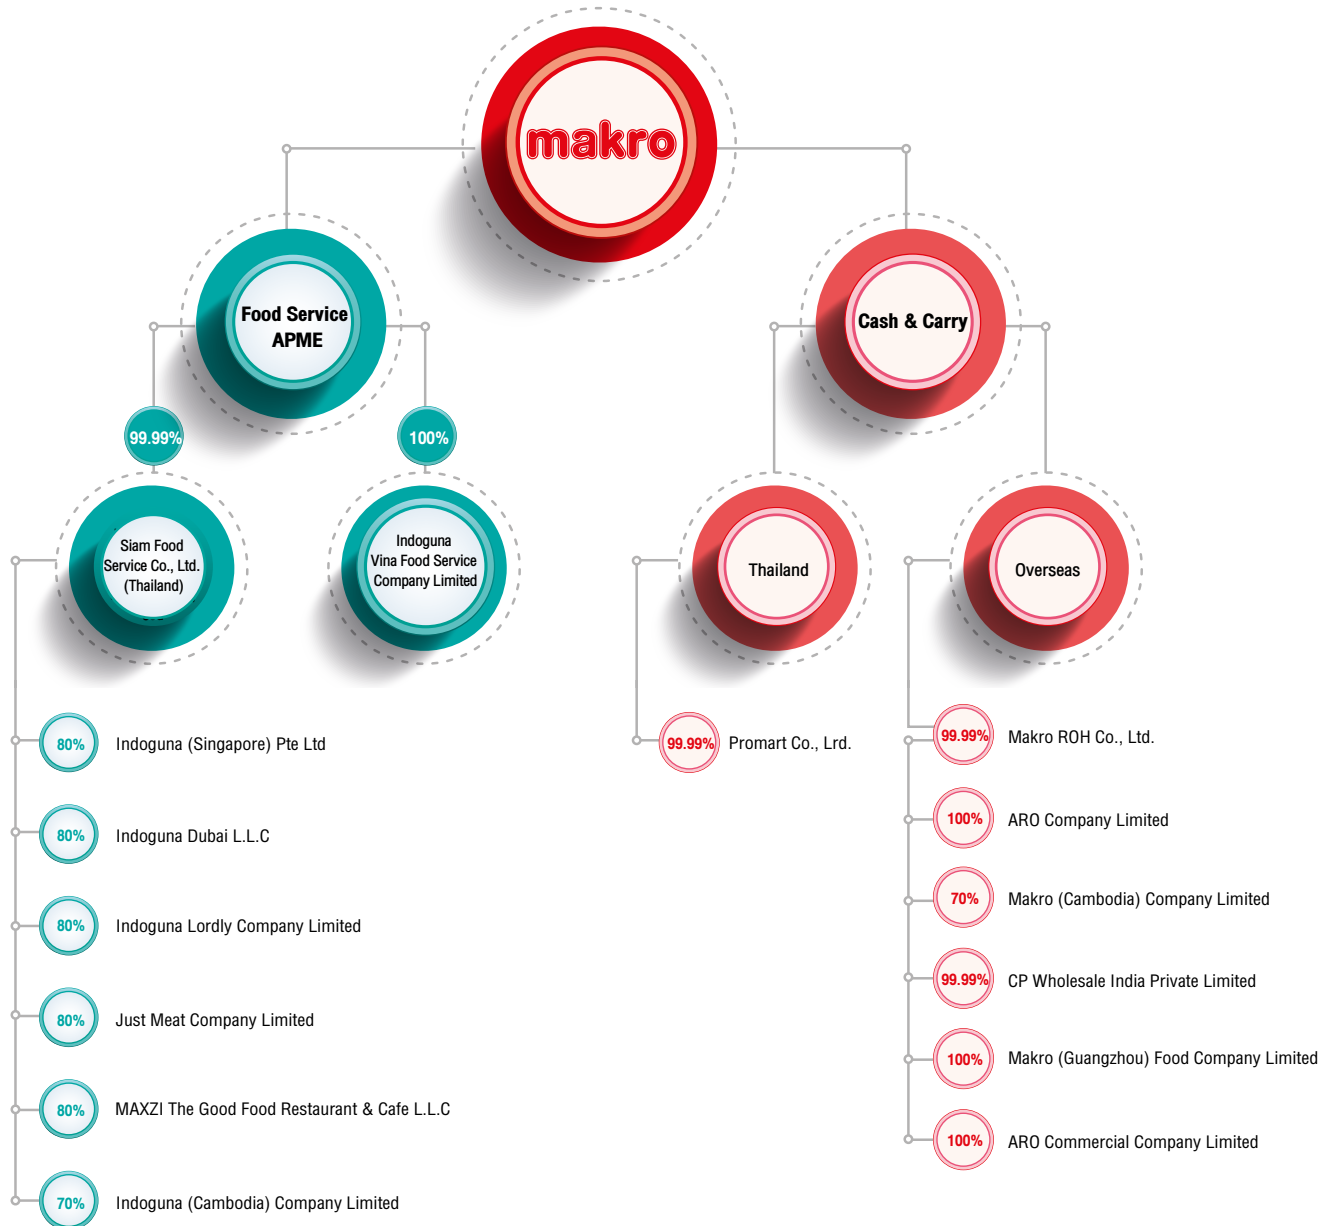 makro
Food Service
APME
Cash & Carry
99.99%
100%
Siam Food
Service Co., Ltd.
(Thailand)
Indoguna
Vina Food Service
Company Limited
Thailand
Overseas
80%
Indoguna (Singapore) Pte Ltd
80%
Indoguna Dubai L.L.C
80%
Indoguna Lordly Company Limited
80%
Just Meat Company Limited
80%
MAXZI The Good Food Restaurant & Cafe L.L.C
70%
Indoguna (Cambodia) Company Limited
99.99%
Promart Co., Lrd.
99.99%
Makro ROH Co., Ltd.
100%
ARO Company Limited
70%
Makro (Cambodia) Company Limited
99.99%
CP Wholesale India Private Limited
100%
Makro (Guangzhou) Food Company Limited
100%
ARO Commercial Company Limited